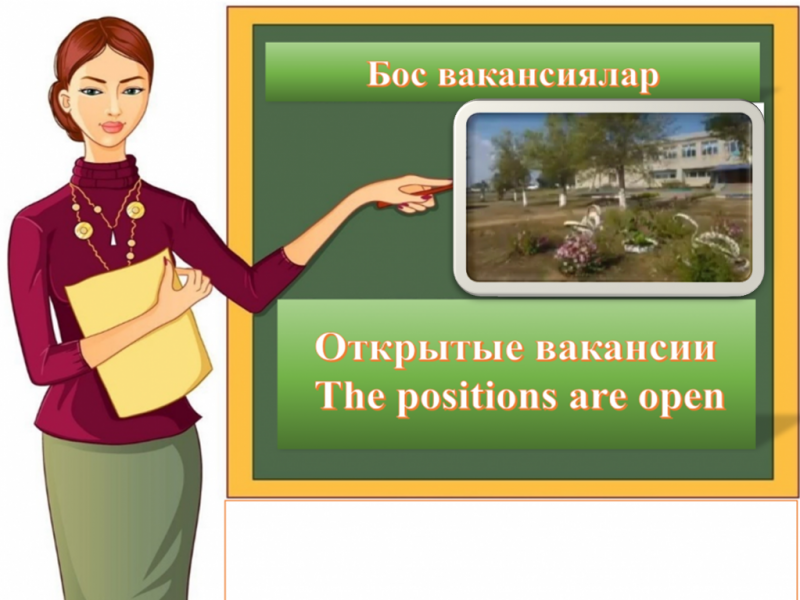 Бос вакансиялар
Открытые вакансии
The positions are open